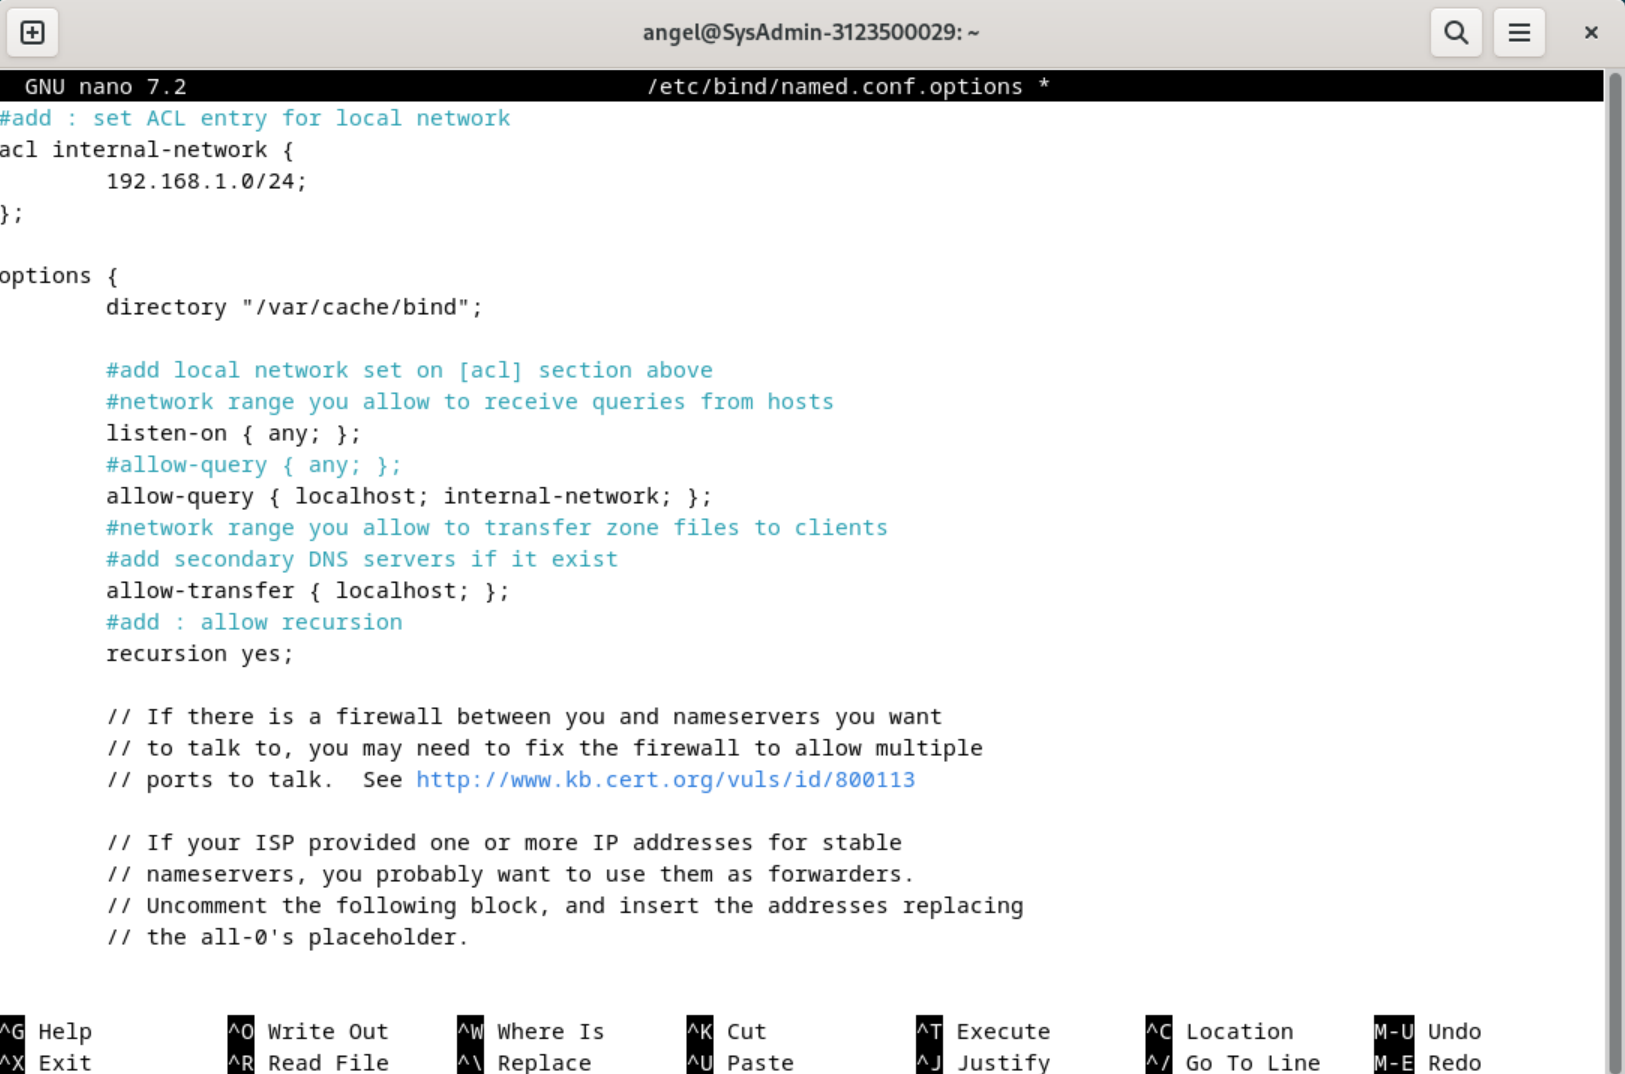 angel@SysAdmin-3123500029: ~
GNU nano 7.2 /etc/bind/named.conf.options *
#add : set ACL entry for local network
acl internal-network {
        192.168.1.0/24;
};

options {
        directory "/var/cache/bind";

        #add local network set on [acl] section above
        #network range you allow to receive queries from hosts
        listen-on { any; };
        #allow-query { any; };
        allow-query { localhost; internal-network; };
        #network range you allow to transfer zone files to clients
        #add secondary DNS servers if it exist
        allow-transfer { localhost; };
        #add : allow recursion
        recursion yes;

        // If there is a firewall between you and nameservers you want
        // to talk to, you may need to fix the firewall to allow multiple
        // ports to talk.  See http://www.kb.cert.org/vuls/id/800113

        // If your ISP provided one or more IP addresses for stable
        // nameservers, you probably want to use them as forwarders.
        // Uncomment the following block, and insert the addresses replacing
        // the all-0's placeholder.

^G Help ^O Write Out ^W Where Is ^K Cut ^T Execute ^C Location M-U Undo
^X Exit ^R Read File ^\ Replace ^U Paste ^J Justify ^/ Go To Line M-E Redo